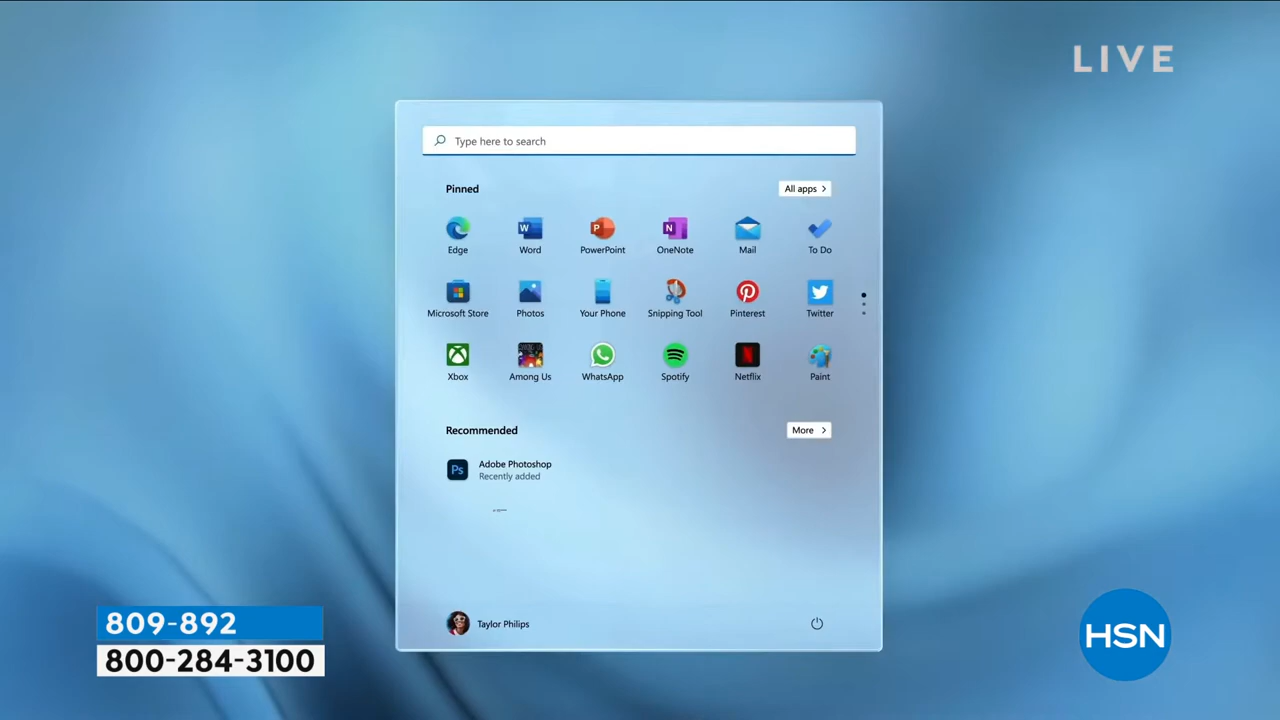 LIVE
Type here to search
Pinned
All apps >
Edge
Word
PowerPoint
OneNote
Mail
To Do
Microsoft Store
Photos
Your Phone
Snipping Tool
Pinterest
Twitter
Xbox
Among Us
WhatsApp
Spotify
Netflix
Paint
Recommended
More >
Ps
Adobe Photoshop
Recently added
Taylor Philips
809-892
800-284-3100
HSN